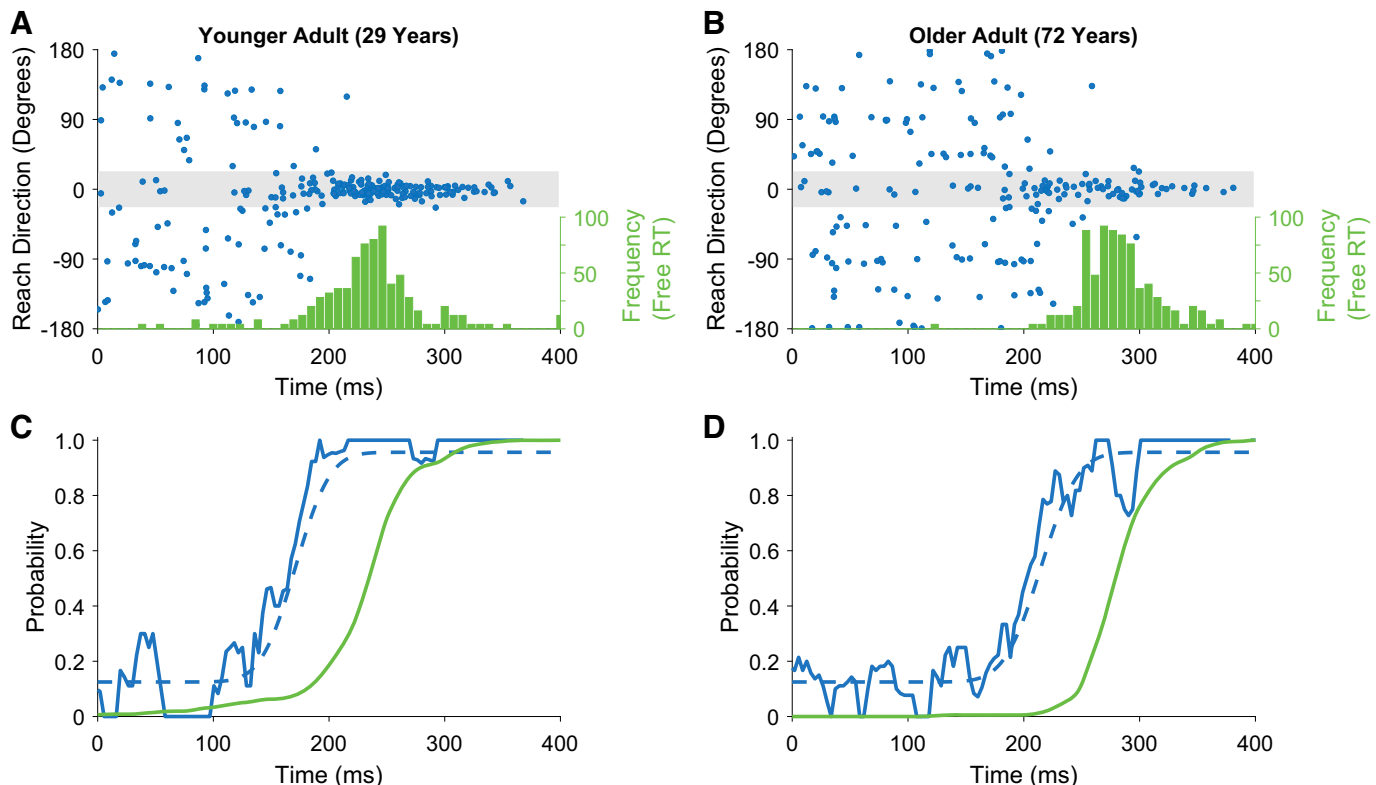 A
Younger Adult (29 Years)
Reach Direction (Degrees)
180
90
0
-90
-180
0 100 200 300 400
Time (ms)
100
50
0
Frequency
(Free RT)
B
Older Adult (72 Years)
Reach Direction (Degrees)
180
90
0
-90
-180
0 100 200 300 400
Time (ms)
100
50
0
Frequency
(Free RT)
C
Probability
1.0
0.8
0.6
0.4
0.2
0
0 100 200 300 400
Time (ms)
D
Probability
1.0
0.8
0.6
0.4
0.2
0
0 100 200 300 400
Time (ms)